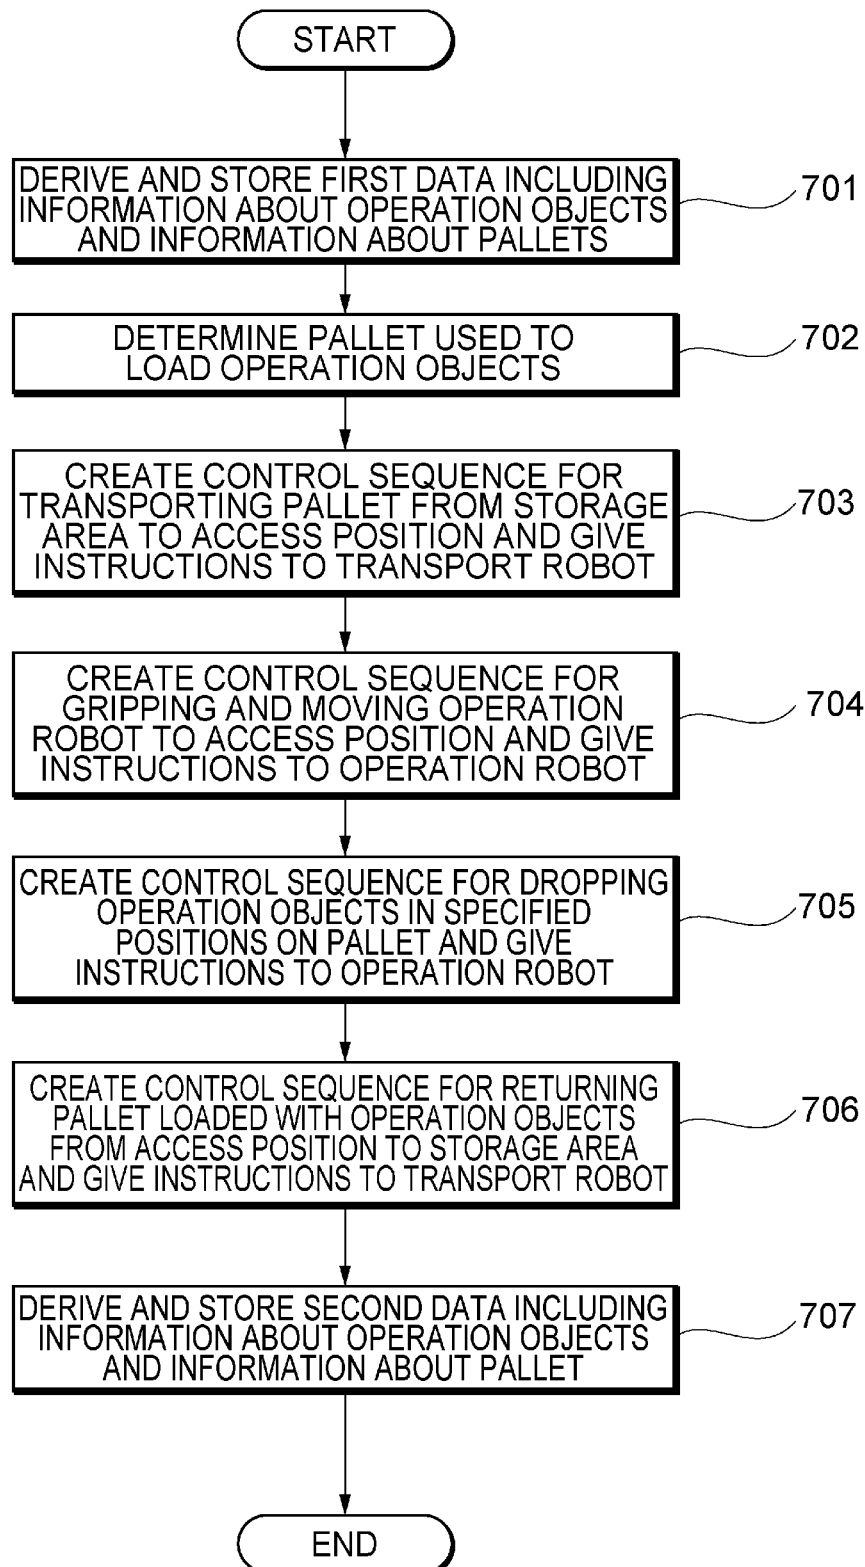 START
DERIVE AND STORE FIRST DATA INCLUDING
INFORMATION ABOUT OPERATION OBJECTS
AND INFORMATION ABOUT PALLETS
701
DETERMINE PALLET USED TO
LOAD OPERATION OBJECTS
702
CREATE CONTROL SEQUENCE FOR
TRANSPORTING PALLET FROM STORAGE
AREA TO ACCESS POSITION AND GIVE
INSTRUCTIONS TO TRANSPORT ROBOT
703
CREATE CONTROL SEQUENCE FOR
GRIPPING AND MOVING OPERATION
ROBOT TO ACCESS POSITION AND GIVE
INSTRUCTIONS TO OPERATION ROBOT
704
CREATE CONTROL SEQUENCE FOR DROPPING
OPERATION OBJECTS IN SPECIFIED
POSITIONS ON PALLET AND GIVE
INSTRUCTIONS TO OPERATION ROBOT
705
CREATE CONTROL SEQUENCE FOR RETURNING
PALLET LOADED WITH OPERATION OBJECTS
FROM ACCESS POSITION TO STORAGE AREA
AND GIVE INSTRUCTIONS TO TRANSPORT ROBOT
706
DERIVE AND STORE SECOND DATA INCLUDING
INFORMATION ABOUT OPERATION OBJECTS
AND INFORMATION ABOUT PALLET
707
END